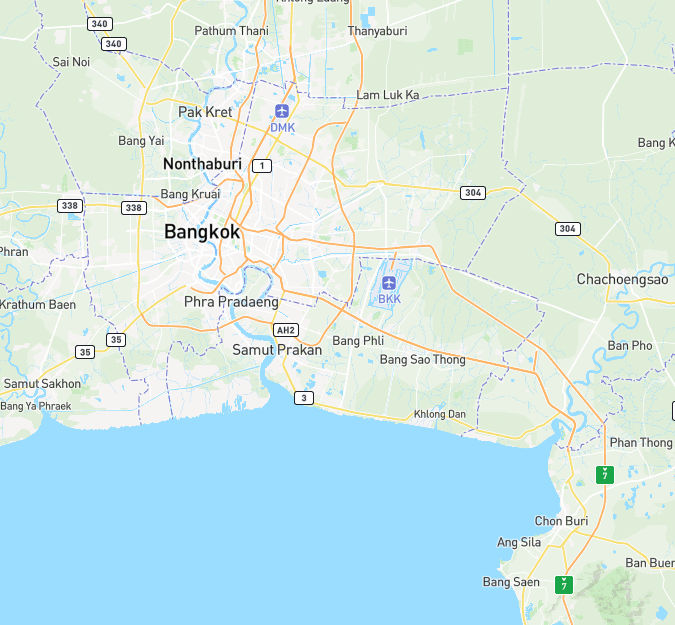 Khlong Luang
340
Pathum Thani
Thanyaburi
340
Sai Noi
Lam Luk Ka
Pak Kret
DMK
Bang Yai
Bang K
Nonthaburi
1
Bang Kruai
304
338
338
304
Bangkok
Phran
Chachoengsao
BKK
Phra Pradaeng
Krathum Baen
AH2
35
Bang Phli
Ban Pho
35
Samut Prakan
Bang Sao Thong
Samut Sakhon
3
Bang Ya Phraek
Khlong Dan
Phan Thong
7
Chon Buri
Ang Sila
Ban Buen
Bang Saen
7